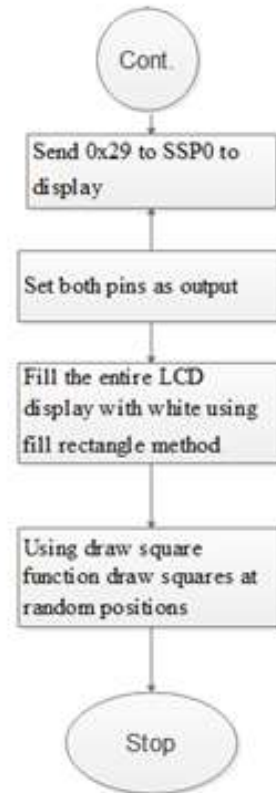 Cont.
Send 0x29 to SSP0 to
display
Set both pins as output
Fill the entire LCD
display with white using
fill rectangle method
Using draw square
function draw squares at
random positions
Stop